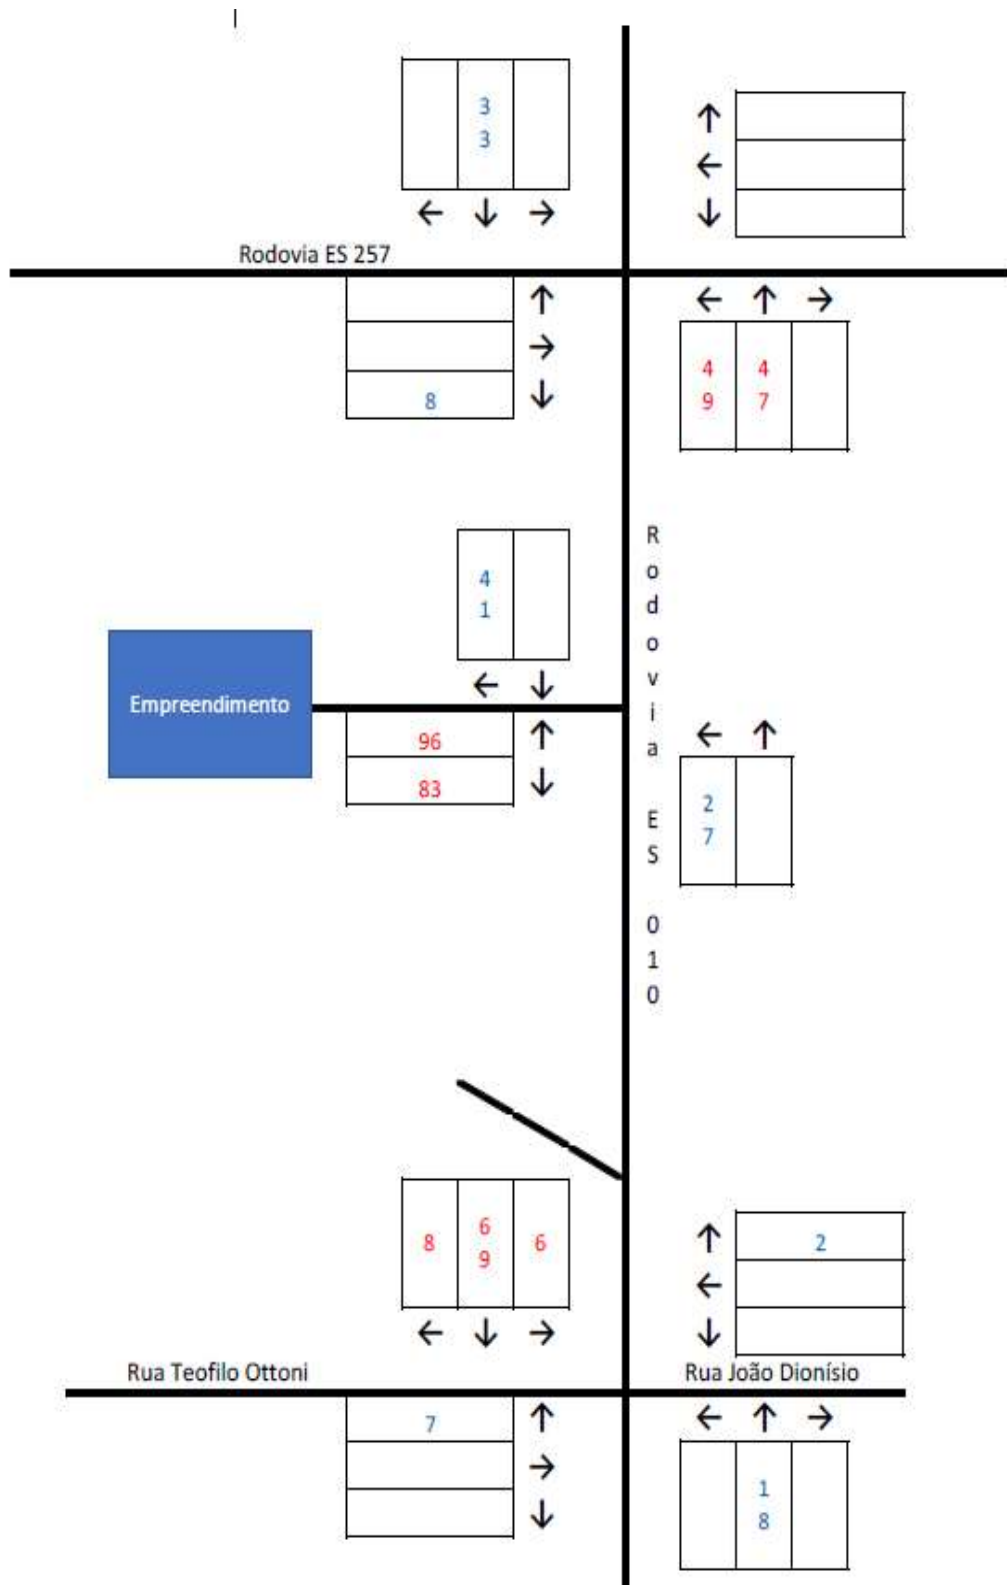 3
3
← ↓ →
↑
←
↓
Rodovia ES 257
↑
→
8 ↓
← ↑ →
4 4
9 7
4
1
← ↓
Rodovia ES 010
Empreendimento
96 ↑
83 ↓
← ↑
2
7
8 6 6
9
← ↓ →
↑ 2
←
↓
Rua Teofilo Ottoni
Rua João Dionísio
7 ↑
→
↓
← ↑ →
1
8